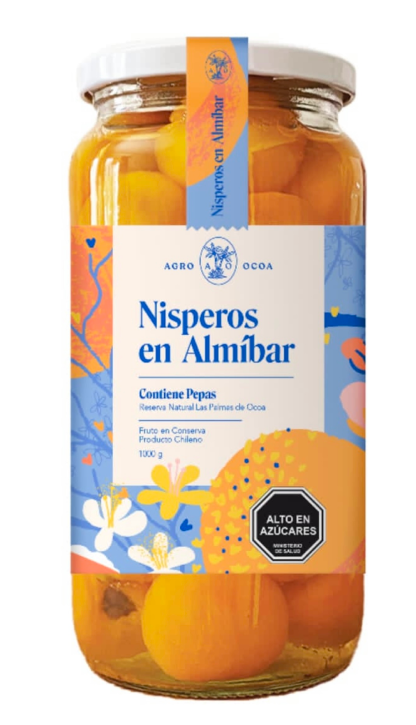 Nisperos en Almíbar
AGRO AO OCOA
Nisperos
en Almíbar
Contiene Pepas
Reserva Natural Las Palmas de Ocoa
Fruto en Conserva
Producto Chileno
1000 g
ALTO EN
AZÚCARES
MINISTERIO
DE SALUD